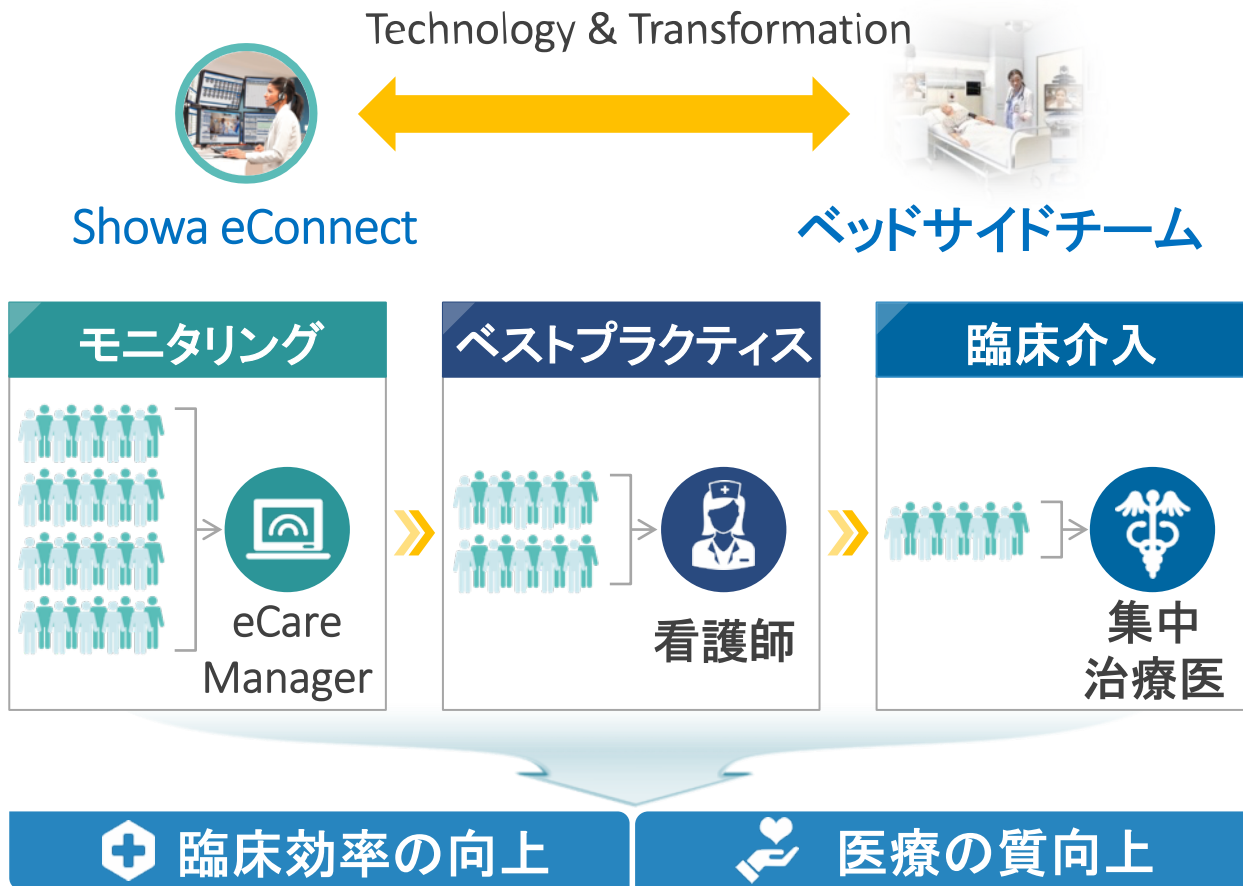 Technology & Transformation
Showa eConnect
ベッドサイドチーム
モニタリング
eCare
Manager
ベストプラクティス
看護師
臨床介入
集中
治療医
臨床効率の向上
医療の質向上